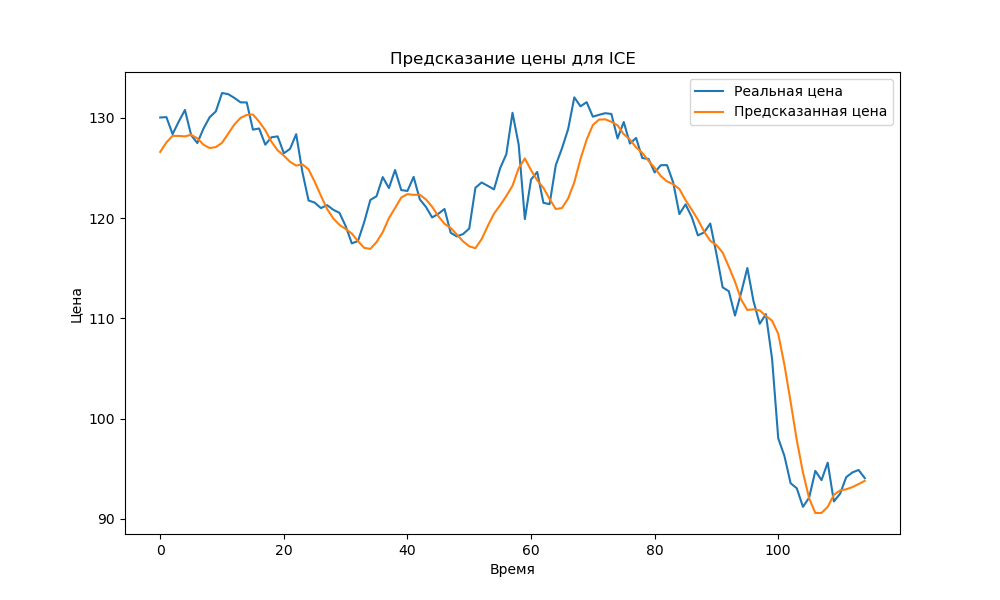 Предсказание цены для ICE
Реальная цена
Предсказанная цена
Цена
130
120
110
100
90
0 20 40 60 80 100
Время